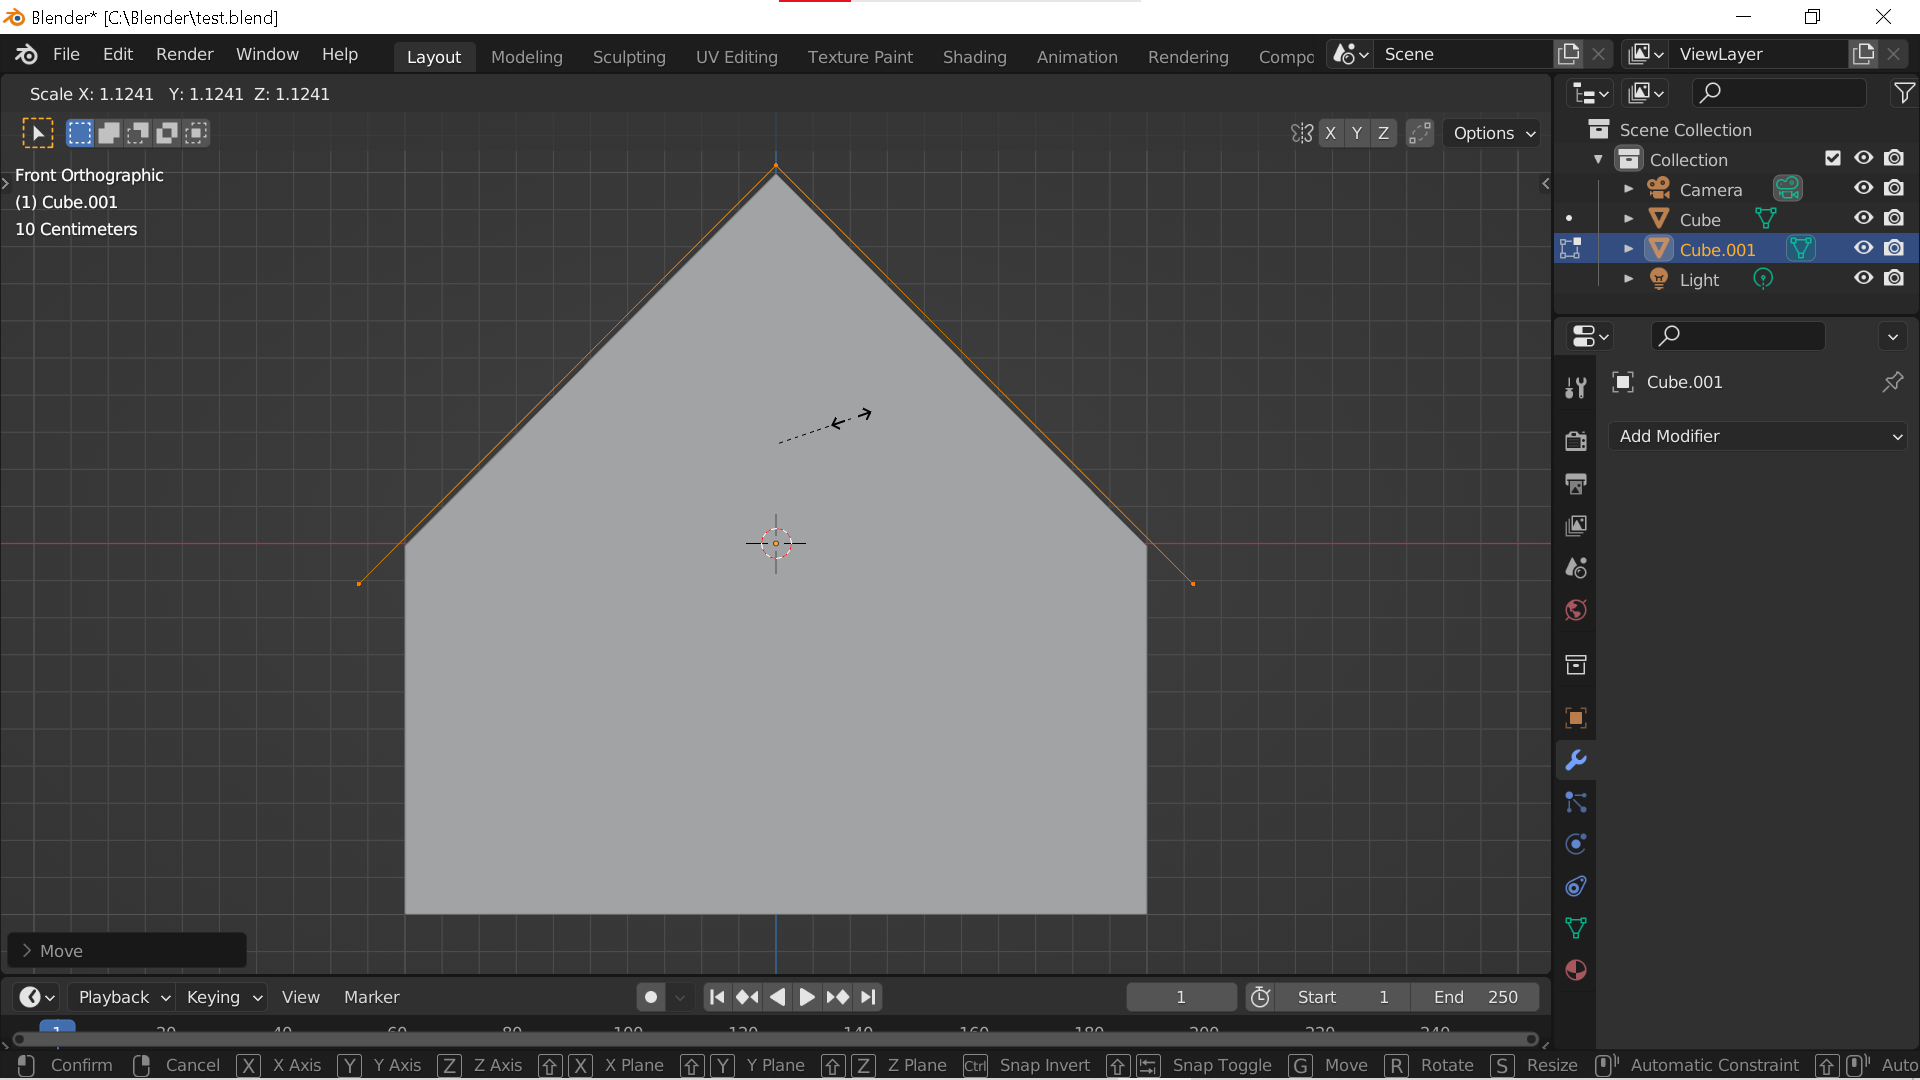 Blender* [C:\Blender\test.blend]
File Edit Render Window Help Layout Modeling Sculpting UV Editing Texture Paint Shading Animation Rendering Compo Scene ViewLayer
Scale X: 1.1241 Y: 1.1241 Z: 1.1241
X Y Z Options
Front Orthographic
(1) Cube.001
10 Centimeters
Scene Collection
Collection
Camera
Cube
Cube.001
Light
Cube.001
Add Modifier
Move
Playback Keying View Marker 1 Start 1 End 250
1 20 40 60 80 100 120 140 160 180 200 220 240
Confirm Cancel X X Axis Y Y Axis Z Z Axis X X Plane Y Y Plane Z Z Plane Ctrl Snap Invert Snap Toggle G Move R Rotate S Resize Automatic Constraint Auto